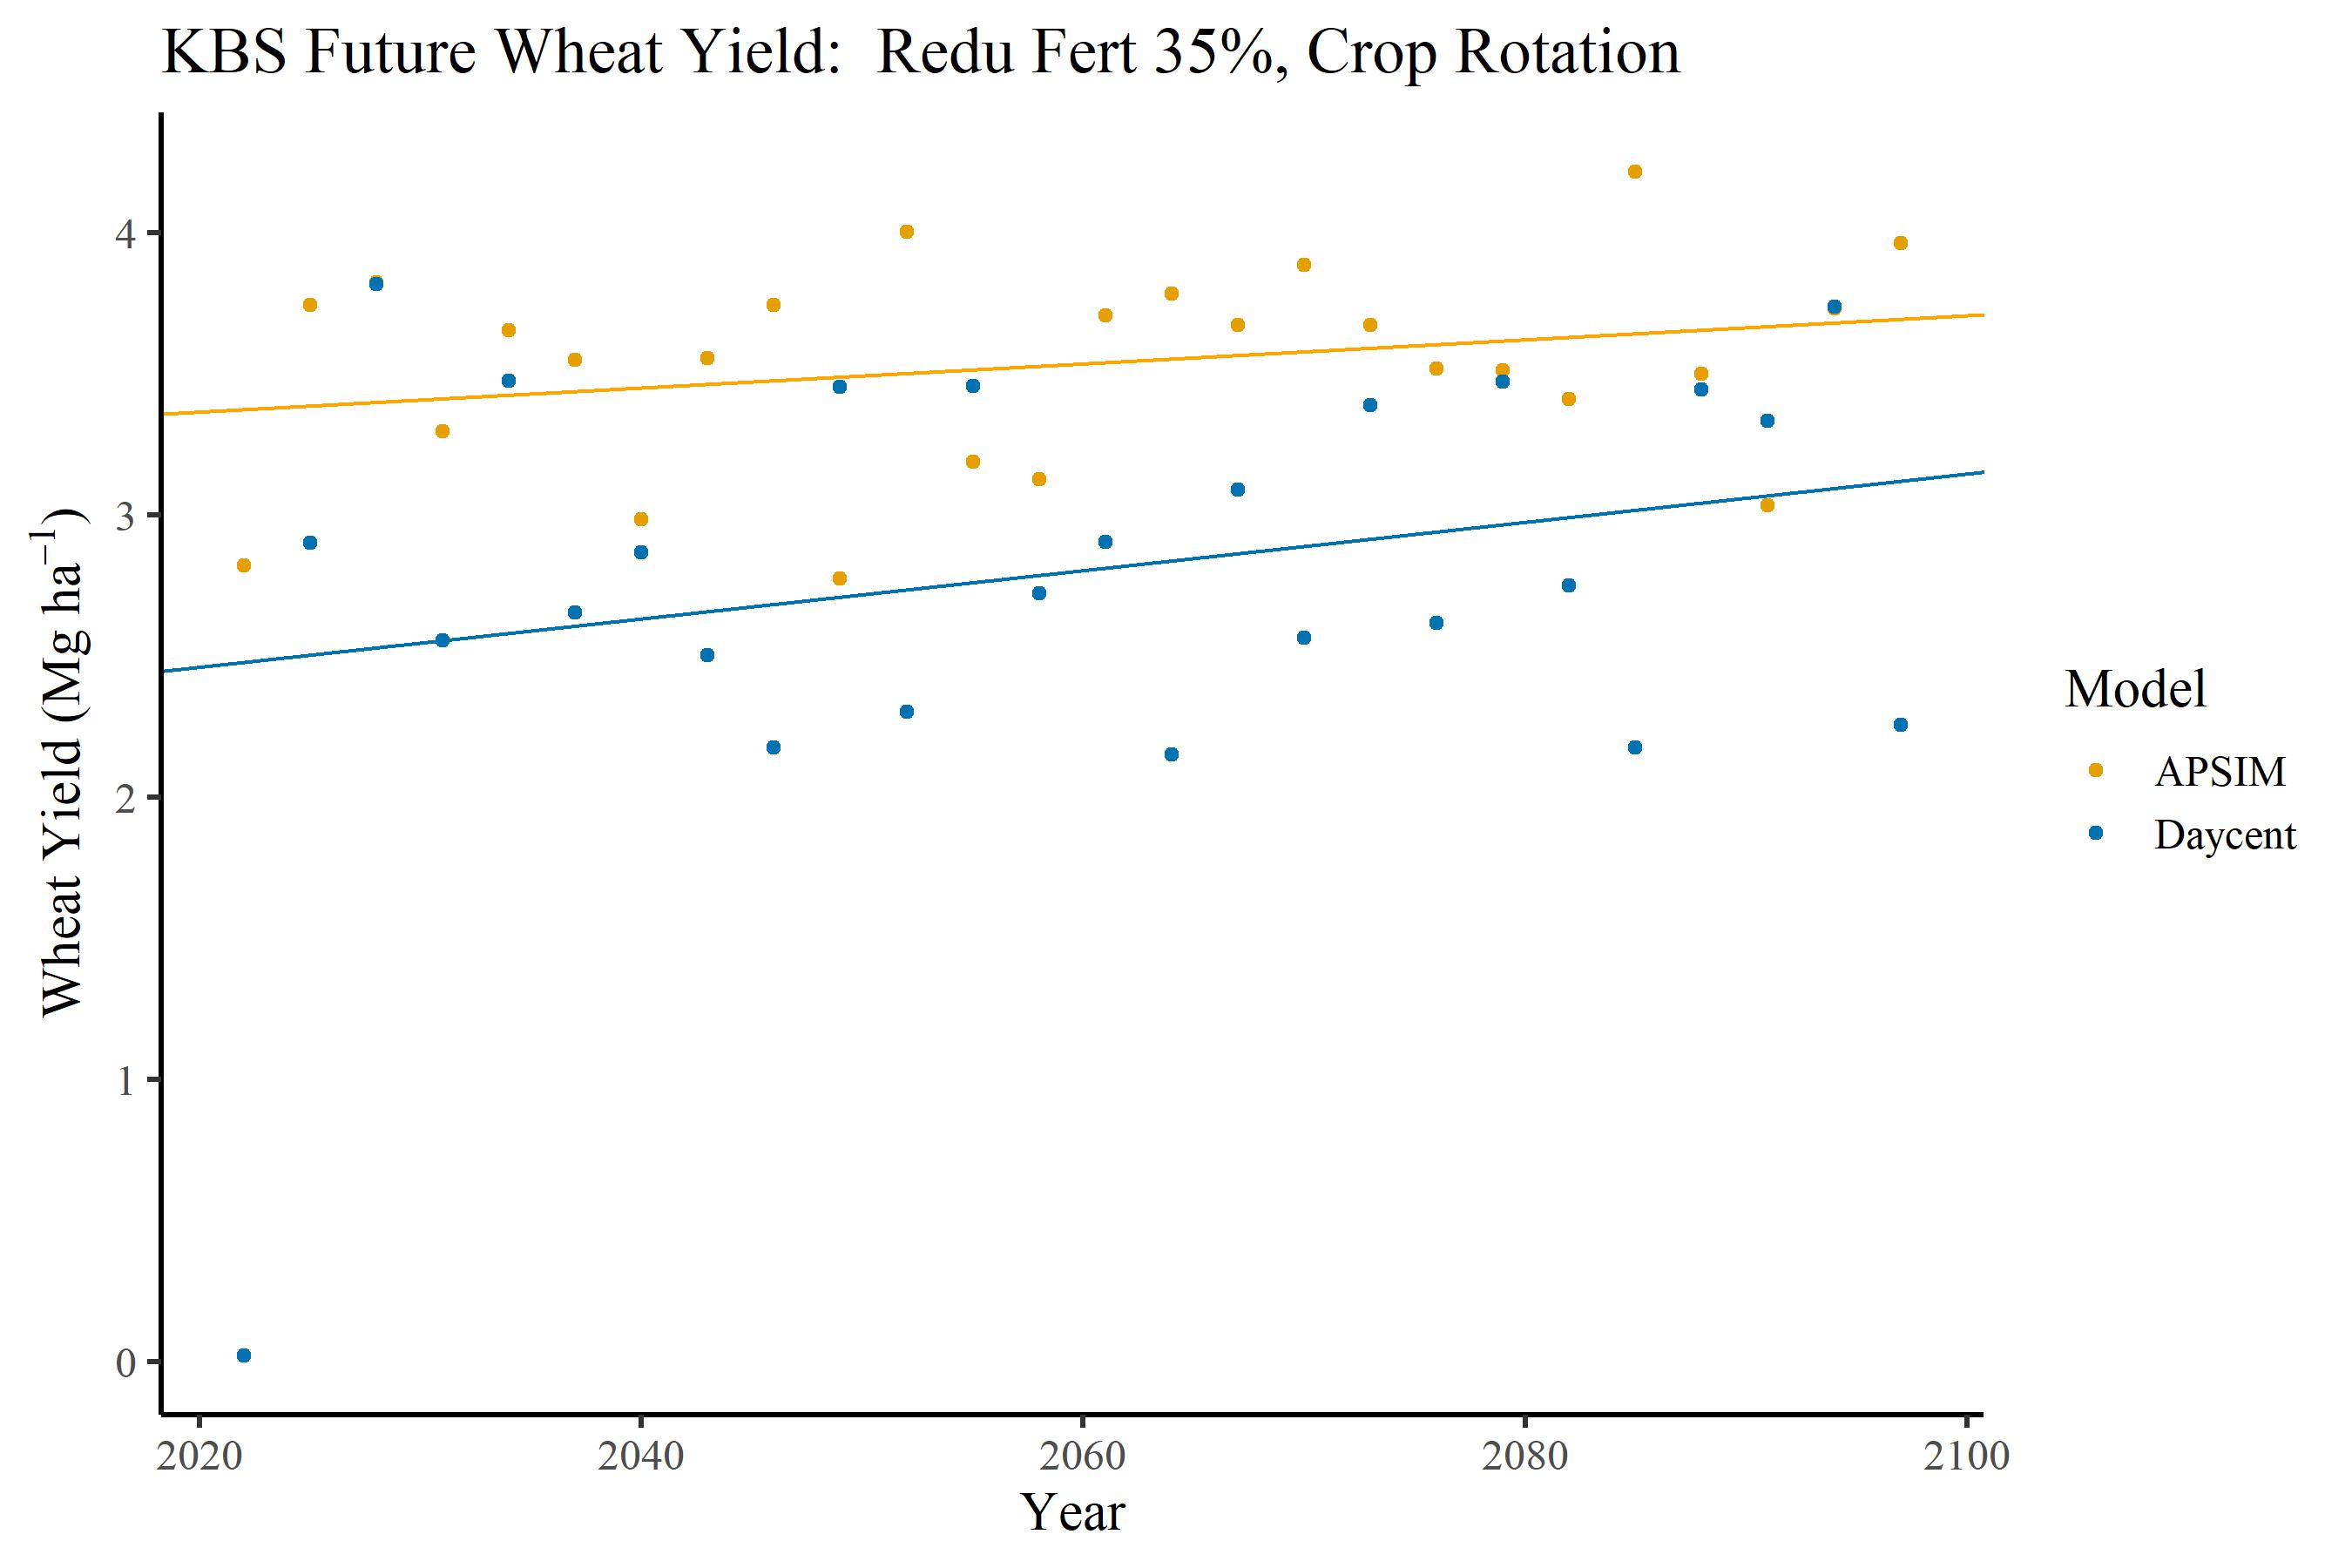 KBS Future Wheat Yield:  Redu Fert 35%, Crop Rotation
Wheat Yield (Mg ha⁻¹)
4
3
2
1
0
2020 2040 2060 2080 2100
Year
Model
APSIM
Daycent